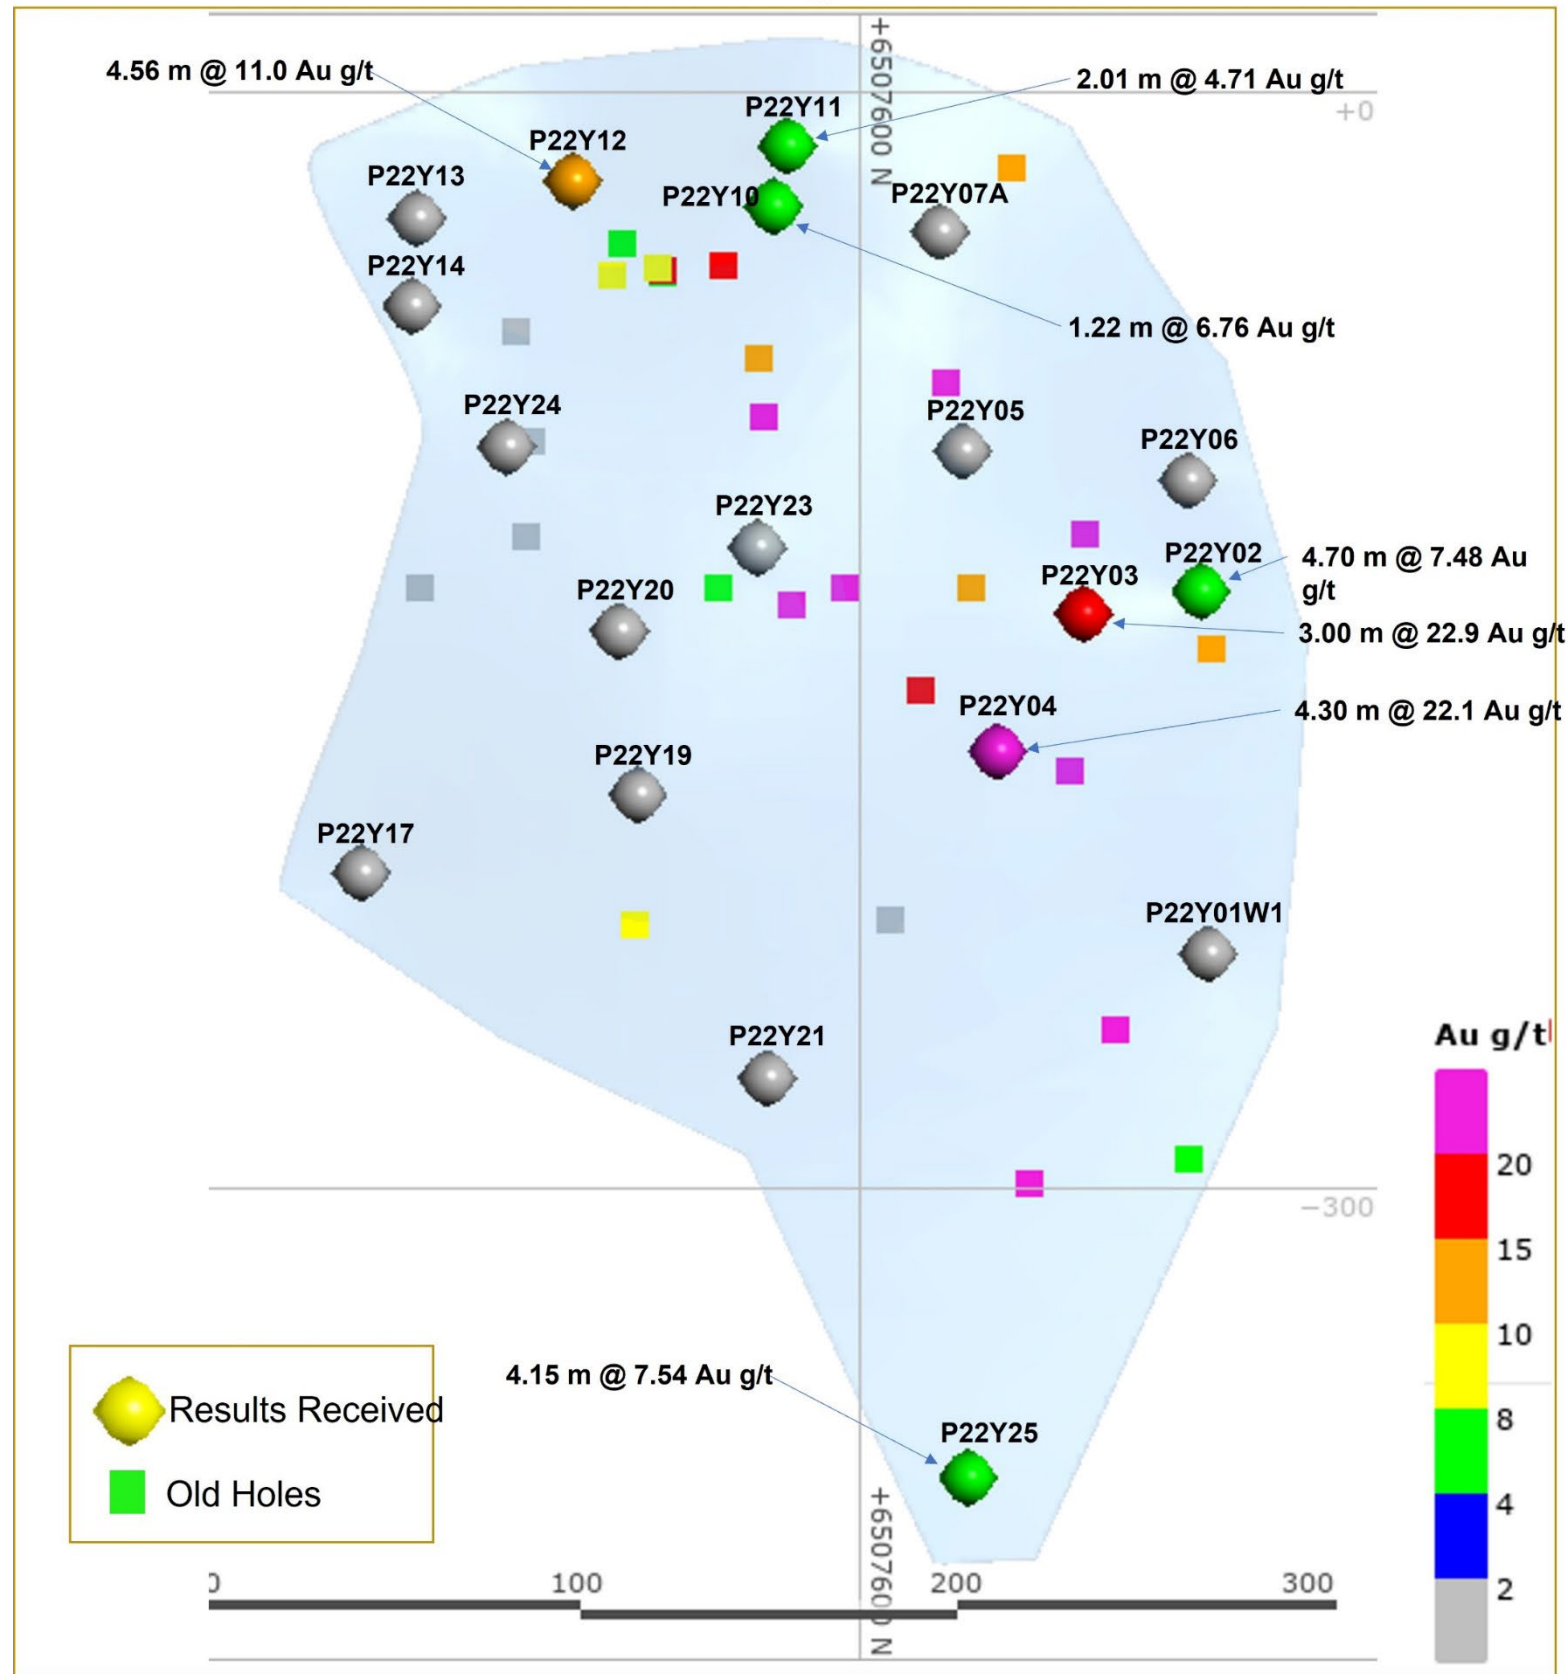 +6507600 N
4.56 m @ 11.0 Au g/t
2.01 m @ 4.71 Au g/t
+0
P22Y11
P22Y12
P22Y13
P22Y10
P22Y07A
P22Y14
1.22 m @ 6.76 Au g/t
P22Y24
P22Y05
P22Y06
P22Y23
P22Y02
4.70 m @ 7.48 Au
g/t
P22Y03
P22Y20
3.00 m @ 22.9 Au g/t
P22Y04
4.30 m @ 22.1 Au g/t
P22Y19
P22Y17
P22Y01W1
P22Y21
Au g/t
20
15
10
8
4
2
−300
4.15 m @ 7.54 Au g/t
P22Y25
Results Received
Old Holes
+6507600 N
0
100
200
300